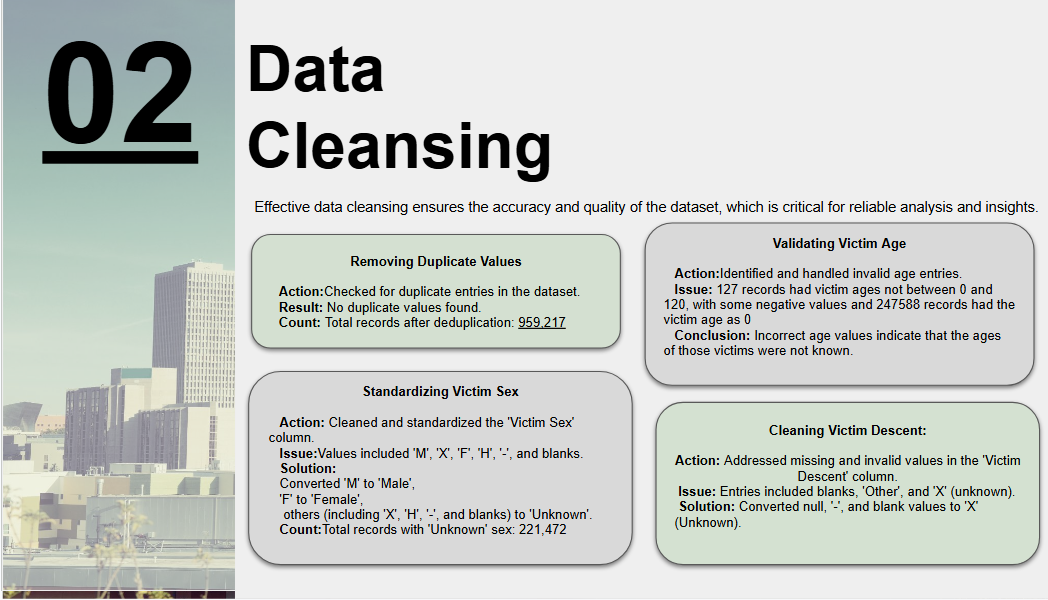 02
Data
Cleansing
Effective data cleansing ensures the accuracy and quality of the dataset, which is critical for reliable analysis and insights.
Removing Duplicate Values
Action:Checked for duplicate entries in the dataset.
Result: No duplicate values found.
Count: Total records after deduplication: 959,217
Validating Victim Age
Action:Identified and handled invalid age entries.
Issue: 127 records had victim ages not between 0 and
120, with some negative values and 247588 records had the
victim age as 0
Conclusion: Incorrect age values indicate that the ages
of those victims were not known.
Standardizing Victim Sex
Action: Cleaned and standardized the 'Victim Sex'
column.
Issue:Values included 'M', 'X', 'F', 'H', '-', and blanks.
Solution:
Converted 'M' to 'Male',
'F' to 'Female',
others (including 'X', 'H', '-', and blanks) to 'Unknown'.
Count:Total records with 'Unknown' sex: 221,472
Cleaning Victim Descent:
Action: Addressed missing and invalid values in the 'Victim
Descent' column.
Issue: Entries included blanks, 'Other', and 'X' (unknown).
Solution: Converted null, '-', and blank values to 'X'
(Unknown).